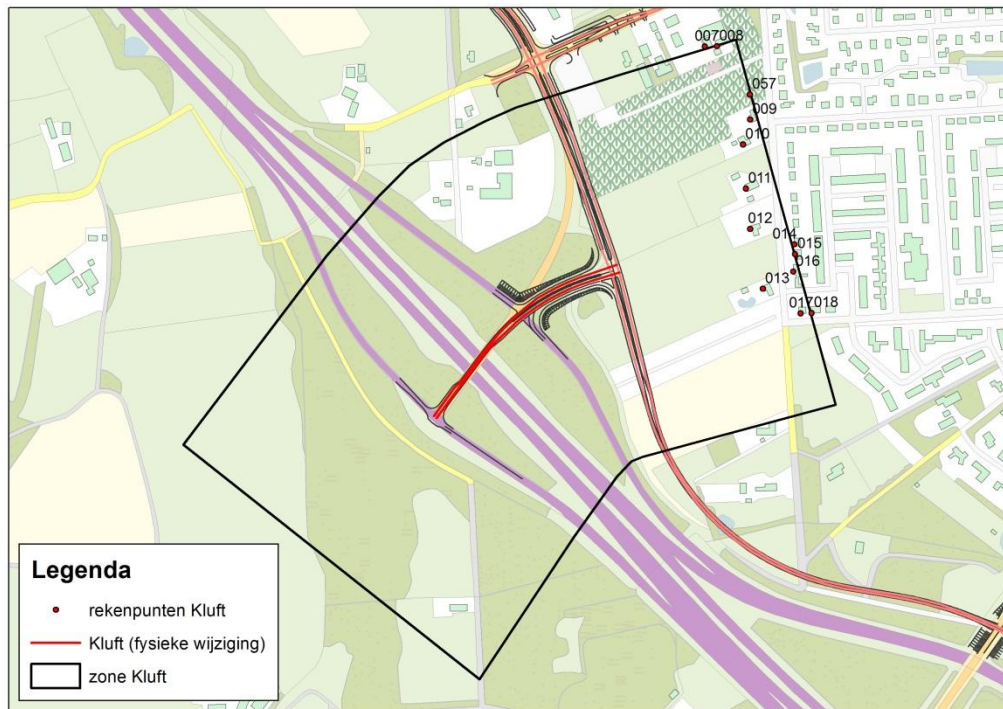 007008
057
009
010
011
012
014
015
016
013
017018
Legenda
rekenpunten Kluft
Kluft (fysieke wijziging)
zone Kluft